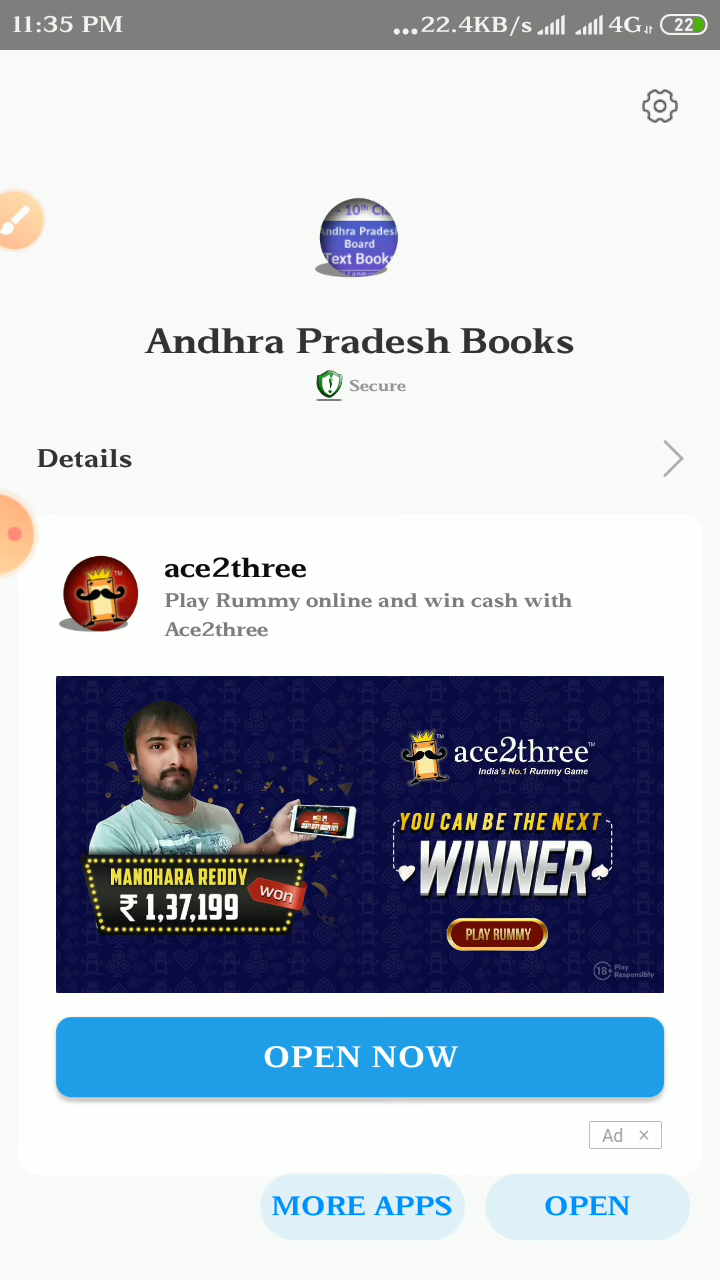 11:35 PM
...22.4KB/s 4G 22
- 10th Cla
Andhra Pradesh
Board
Text Books
Andhra Pradesh Books
Secure
Details
ace2three
Play Rummy online and win cash with
Ace2three
ace2three™
India's No.1 Rummy Game
YOU CAN BE THE NEXT
WINNER
MANOHARA REDDY
won
₹ 1,37,199
PLAY RUMMY
18+ Play
Responsibly
OPEN NOW
Ad ×
MORE APPS
OPEN